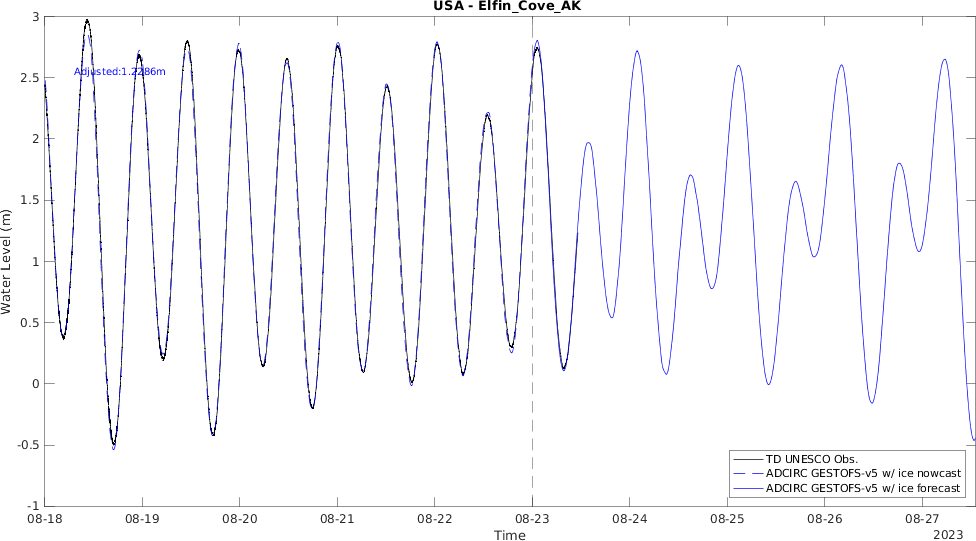 USA - Elfin_Cove_AK
Adjusted:1.2286m
Water Level (m)
3
2.5
2
1.5
1
0.5
0
-0.5
-1
08-18 08-19 08-20 08-21 08-22 08-23 08-24 08-25 08-26 08-27
Time
2023
TD UNESCO Obs.
ADCIRC GESTOFS-v5 w/ ice nowcast
ADCIRC GESTOFS-v5 w/ ice forecast